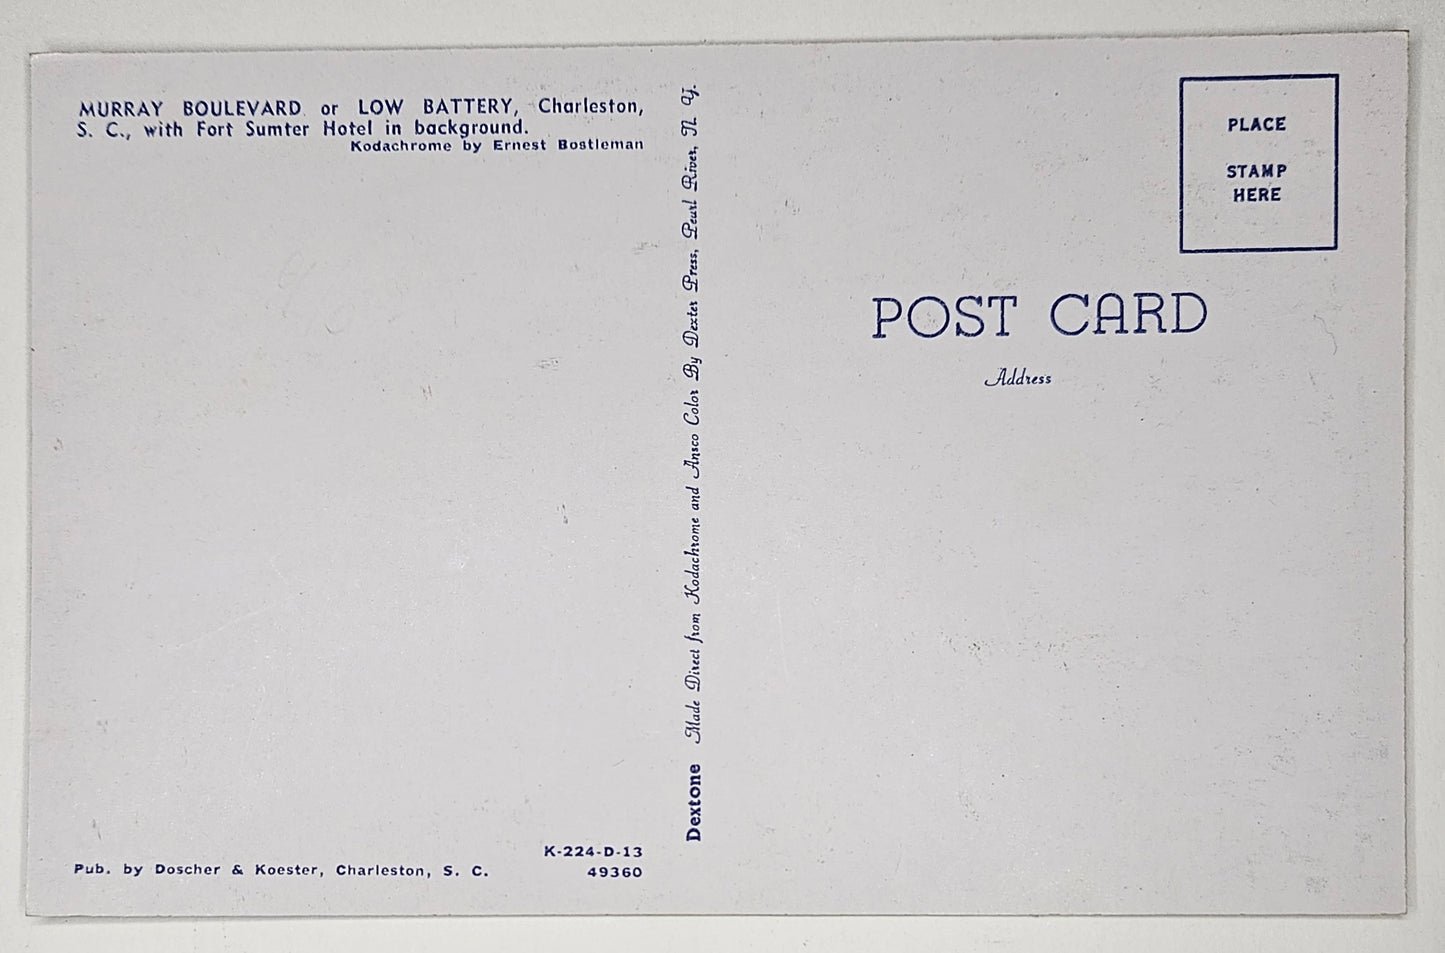 MURRAY BOULEVARD or LOW BATTERY, Charleston,
S. C., with Fort Sumter Hotel in background.
Kodachrome by Ernest Bostleman
Pub. by Doscher & Koester, Charleston, S. C.
K-224-D-13
49360
Dextone Made Direct from Kodachrome and Ansco Color By Dexter Press, Pearl River, N. Y.
PLACE
STAMP
HERE
POST CARD
Address